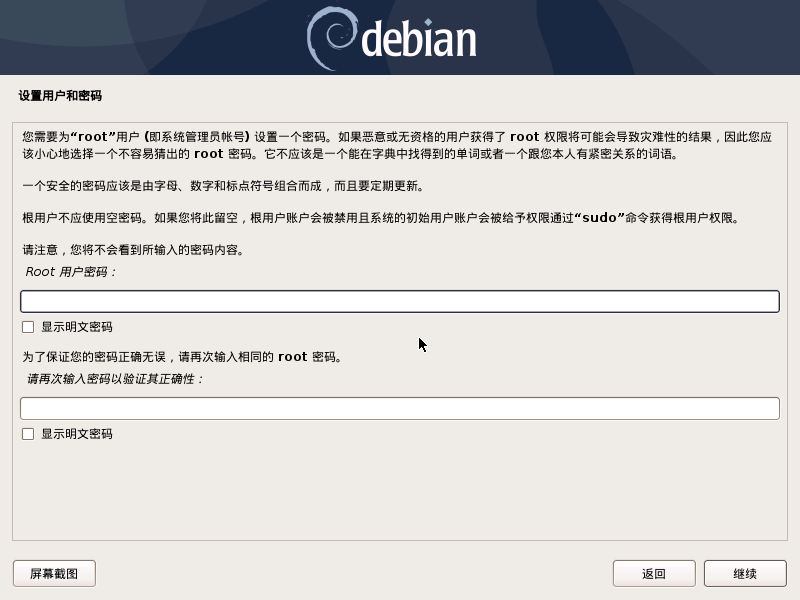 debian
设置用户和密码
您需要为“root”用户 (即系统管理员帐号) 设置一个密码。如果恶意或无资格的用户获得了 root 权限将可能会导致灾难性的结果，因此您应
该小心地选择一个不容易猜出的 root 密码。它不应该是一个能在字典中找到的单词或者一个跟您本人有紧密关系的词语。
一个安全的密码应该是由字母、数字和标点符号组合而成，而且要定期更新。
根用户不应使用空密码。如果您将此留空，根用户账户会被禁用且系统的初始用户账户会被给予权限通过“sudo”命令获得根用户权限。
请注意，您将不会看到所输入的密码内容。
Root 用户密码：
显示明文密码
为了保证您的密码正确无误，请再次输入相同的 root 密码。
请再次输入密码以验证其正确性：
显示明文密码
屏幕截图
返回
继续